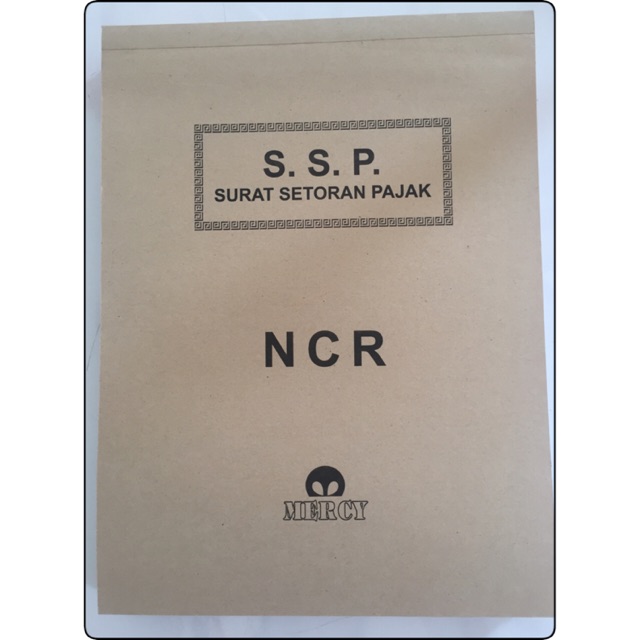 S. S. P.
SURAT SETORAN PAJAK
NCR
MERCY